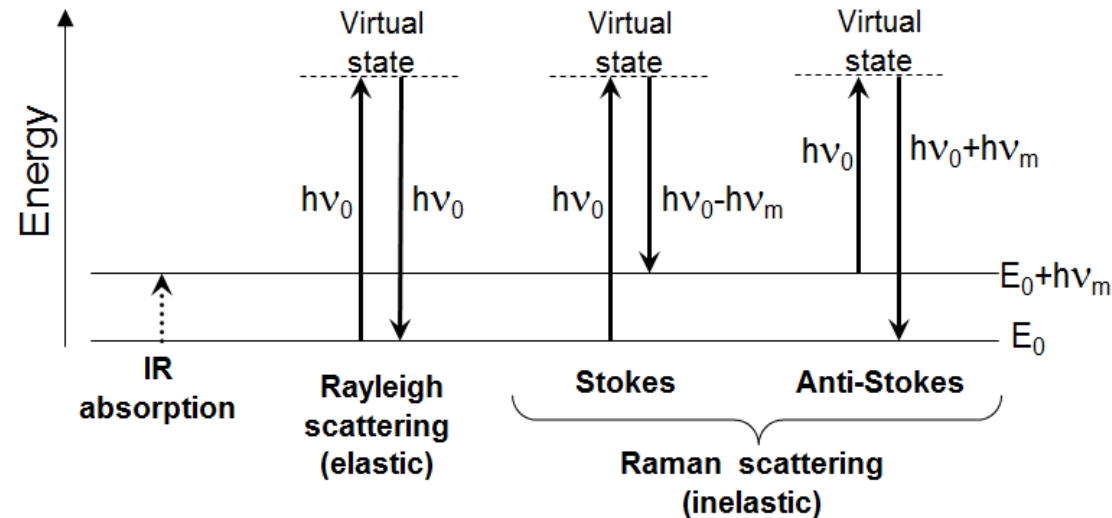 Energy
Virtual
state
Virtual
state
Virtual
state
hν₀
hν₀
hν₀
hν₀-hνₘ
hν₀
hν₀+hνₘ
E₀+hνₘ
E₀
IR
absorption
Rayleigh
scattering
(elastic)
Stokes
Anti-Stokes
Raman scattering
(inelastic)